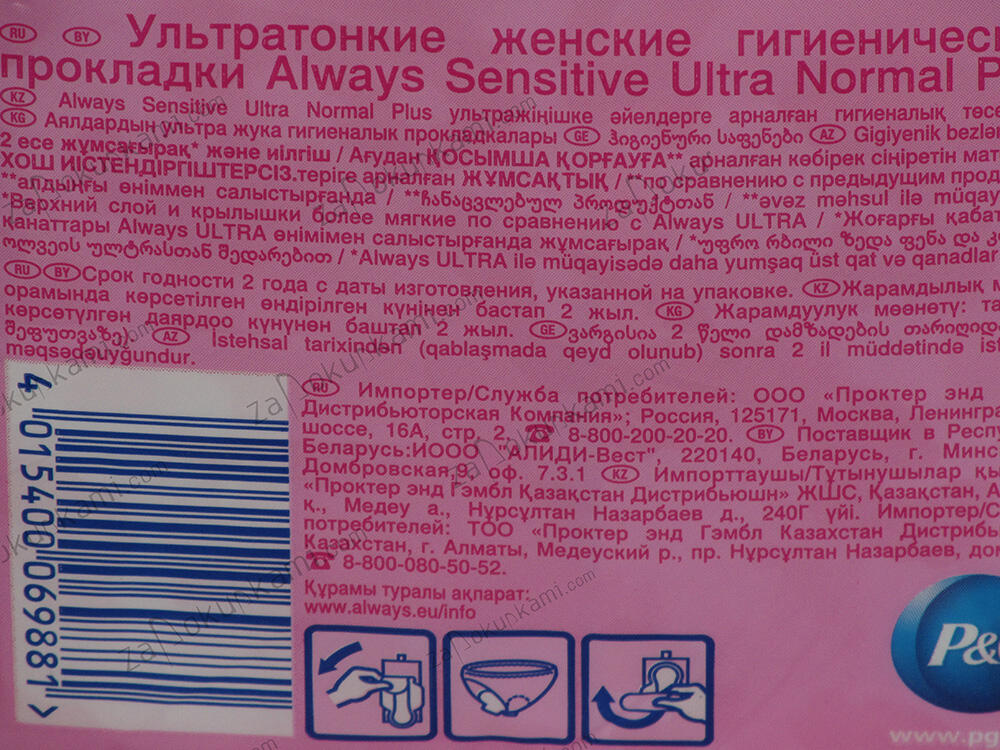 RU BY Ультратонкие женские гигиеничес
прокладки Always Sensitive Ultra Normal P
KZ Always Sensitive Ultra Normal Plus ультражіңішке әйелдерге арналған гигиеналық төсе
KG Аялдардын ультра жука гигиеналык прокладкалары GE ჰიგიენური საფენები AZ Gigiyenik bezlə
2 есе жұмсағырақ* және иілгіш / Ағудан ҚОСЫМША ҚОРҒАУҒА** арналған көбірек сіңіретін мат
ХОШ ИІСТЕНДІРГІШТЕРСІЗ.теріге арналған ЖҰМСАҚТЫҚ / **по сравнению с предыдущим прод
**алдыңғы өніммен салыстырғанда / **ჩანაცვლებულ პროდუქტთან / **əvəz məhsul ilə müqay
*Верхний слой и крылышки более мягкие по сравнению с Always ULTRA / *Жоғарғы қабат
қанаттары Always ULTRA өнімімен салыстырғанда жұмсағырақ / *უფრო რბილი ზედა ფენა და
ოლვეის ულტრასთან შედარებით / *Always ULTRA ilə müqayisədə daha yumşaq üst qat və qanadlar
RU BY Срок годности 2 года с даты изготовления, указанной на упаковке. KZ Жарамдылық м
орамында көрсетілген өндірілген күнінен бастап 2 жыл. KG Жарамдуулук мөөнөтү: та
көрсөтүлгөн даярдоо күнүнөн баштап 2 жыл. GE ვარგისია 2 წელი დამზადების თარიღიდ
შეფუთვაზე. AZ Istehsal tarixindən (qablaşmada qeyd olunub) sonra 2 il müddətində ist
məqsədəuyğundur.
RU Импортер/Служба потребителей: ООО «Проктер энд
Дистрибьюторская Компания»; Россия, 125171, Москва, Ленингра
шоссе, 16А, стр. 2, ☎ 8-800-200-20-20. BY Поставщик в Респу
Беларусь:ИООО "АЛИДИ-Вест", 220140, Беларусь, г. Минс
Домбровская,9, оф. 7.3.1 KZ Импорттаушы/Тұтынушылар қы
«Проктер энд Гэмбл Қазақстан Дистрибьюшн» ЖШС, Қазақстан, А
қ., Медеу а., Нұрсұлтан Назарбаев д., 240Г үйі. Импортер/С
потребителей: ТОО «Проктер энд Гэмбл Казахстан Дистрибь
Казахстан, г. Алматы, Медеуский р., пр. Нұрсұлтан Назарбаев, до
☎ 8-800-080-50-52.
Құрамы туралы ақпарат:
www.always.eu/info
4 015400 069881 >
P&
www.pg
zaПokupkami.com